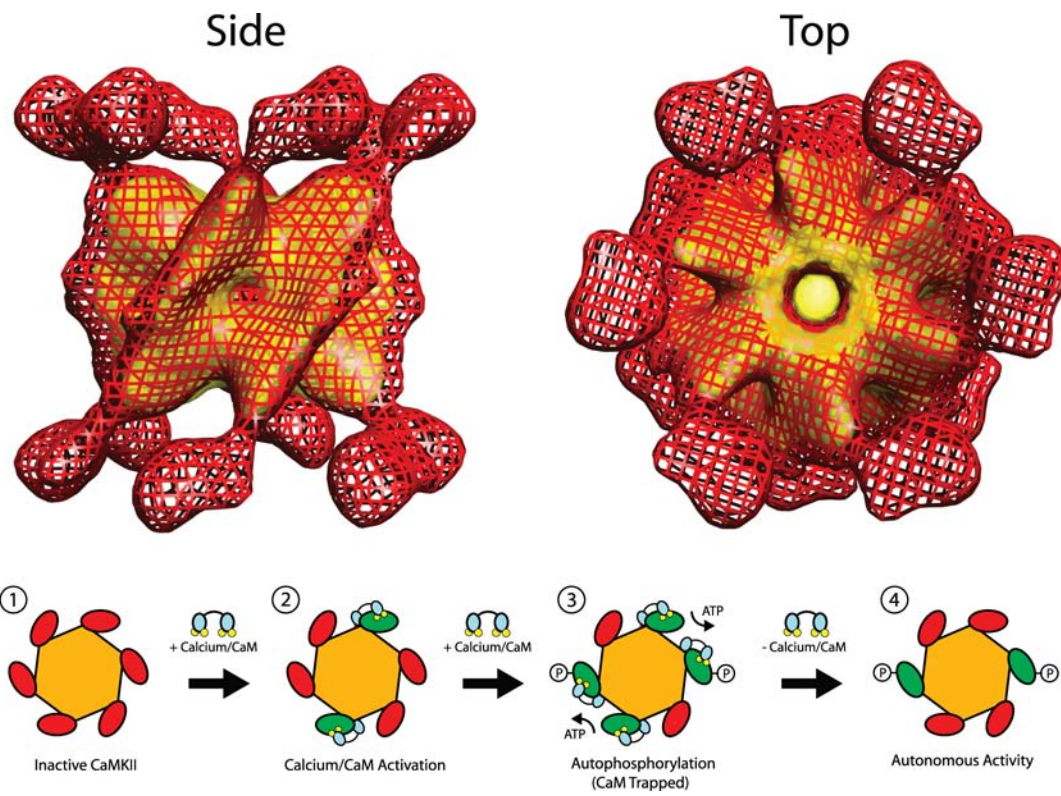 Side
Top
1
+ Calcium/CaM
2
+ Calcium/CaM
3
ATP
P
P
ATP
- Calcium/CaM
4
P
P
Inactive CaMKII
Calcium/CaM Activation
Autophosphorylation
(CaM Trapped)
Autonomous Activity